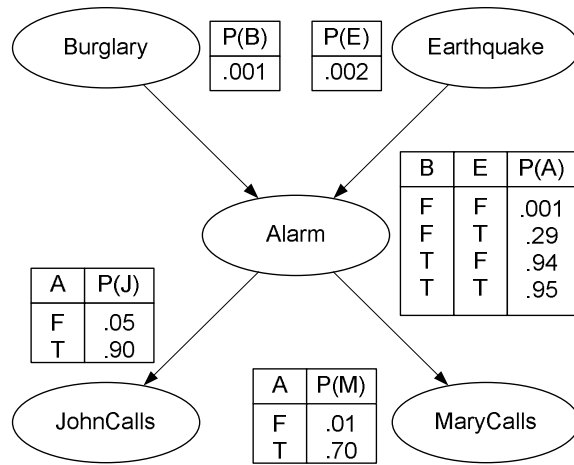 Burglary
P(B)
.001
P(E)
.002
Earthquake
B E P(A)
F F .001
F T .29
T F .94
T T .95
Alarm
A P(J)
F .05
T .90
A P(M)
F .01
T .70
JohnCalls
MaryCalls